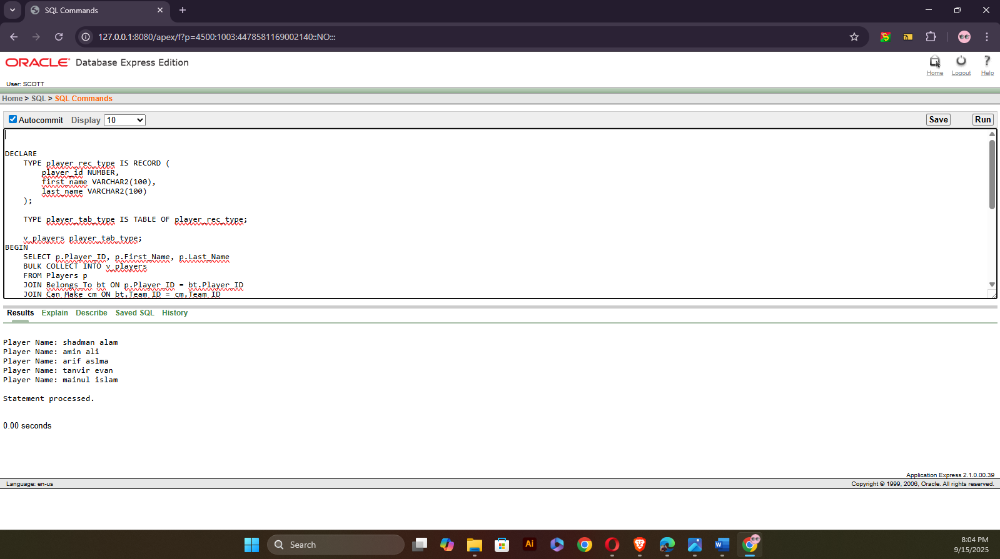 SQL Commands
127.0.0.1:8080/apex/f?p=4500:1003:4478581169002140::NO:::
ORACLE Database Express Edition
Home Logout Help
User: SCOTT
Home > SQL > SQL Commands
Autocommit Display 10 Save Run
DECLARE
TYPE player_rec_type IS RECORD (
player_id NUMBER,
first_name VARCHAR2(100),
last_name VARCHAR2(100)
);
TYPE player_tab_type IS TABLE OF player_rec_type;
v_players player_tab_type;
BEGIN
SELECT p.Player_ID, p.First_Name, p.Last_Name
BULK COLLECT INTO v_players
FROM Players p
JOIN Belongs_To bt ON p.Player_ID = bt.Player_ID
JOIN Can_Make cm ON bt.Team_ID = cm.Team_ID
Results Explain Describe Saved SQL History
Player Name: shadman alam
Player Name: amin ali
Player Name: arif aslma
Player Name: tanvir evan
Player Name: mainul islam
Statement processed.
0.00 seconds
Application Express 2.1.0.00.39
Language: en-us Copyright © 1999, 2006, Oracle. All rights reserved.
Search
Ai
W
8:04 PM
9/15/2025